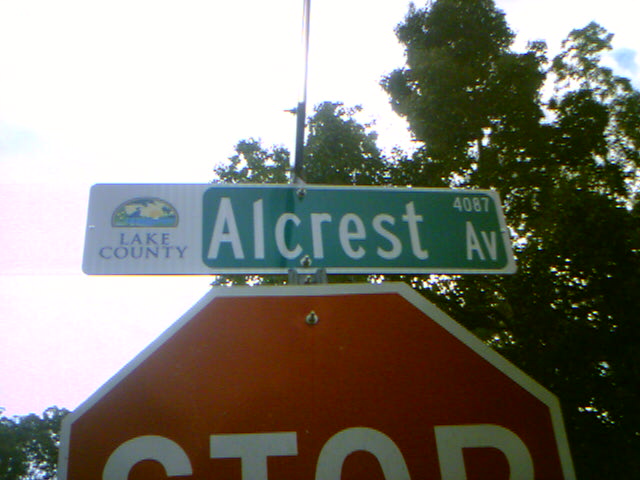 LAKE
COUNTY
Alcrest
4087
Av
STOP